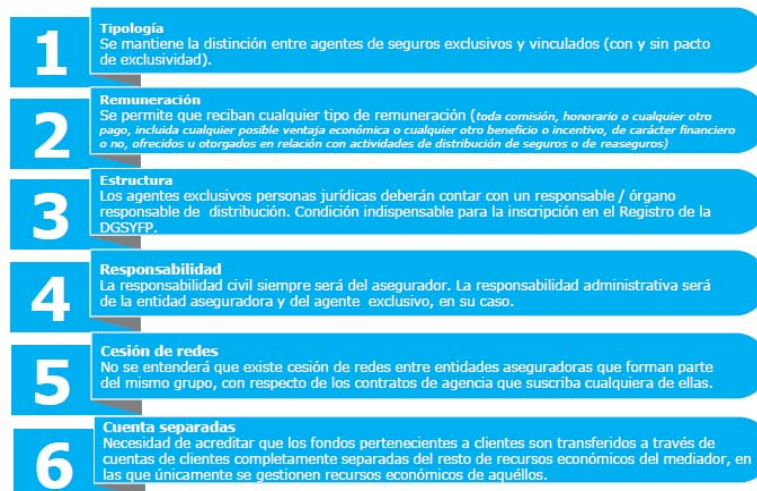 1
Tipología
Se mantiene la distinción entre agentes de seguros exclusivos y vinculados (con y sin pacto
de exclusividad).
2
Remuneración
Se permite que reciban cualquier tipo de remuneración (toda comisión, honorario o cualquier otro
pago, incluida cualquier posible ventaja económica o cualquier otro beneficio o incentivo, de carácter financiero
o no, ofrecidos u otorgados en relación con actividades de distribución de seguros o de reaseguros)
3
Estructura
Los agentes exclusivos personas jurídicas deberán contar con un responsable / órgano
responsable de distribución. Condición indispensable para la inscripción en el Registro de la
DGSYFP.
4
Responsabilidad
La responsabilidad civil siempre será del asegurador. La responsabilidad administrativa será
de la entidad aseguradora y del agente exclusivo, en su caso.
5
Cesión de redes
No se entenderá que existe cesión de redes entre entidades aseguradoras que forman parte
del mismo grupo, con respecto de los contratos de agencia que suscriba cualquiera de ellas.
6
Cuenta separadas
Necesidad de acreditar que los fondos pertenecientes a clientes son transferidos a través de
cuentas de clientes completamente separadas del resto de recursos económicos del mediador, en
las que únicamente se gestionen recursos económicos de aquéllos.